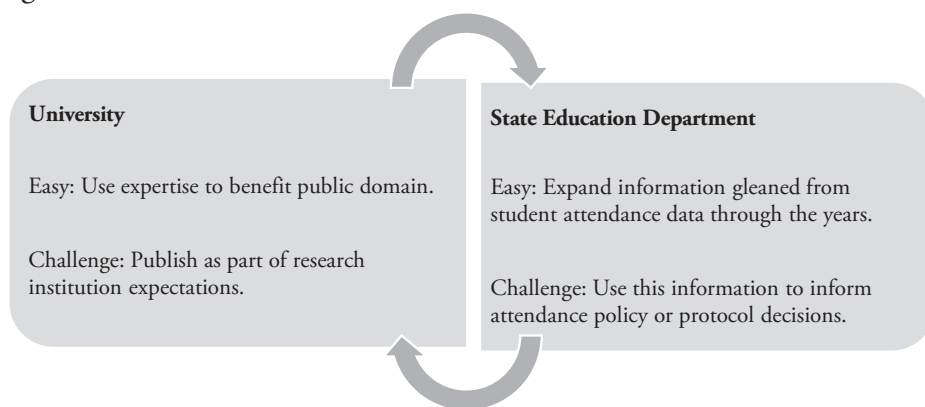 University
Easy: Use expertise to benefit public domain.
Challenge: Publish as part of research
institution expectations.
State Education Department
Easy: Expand information gleaned from
student attendance data through the years.
Challenge: Use this information to inform
attendance policy or protocol decisions.